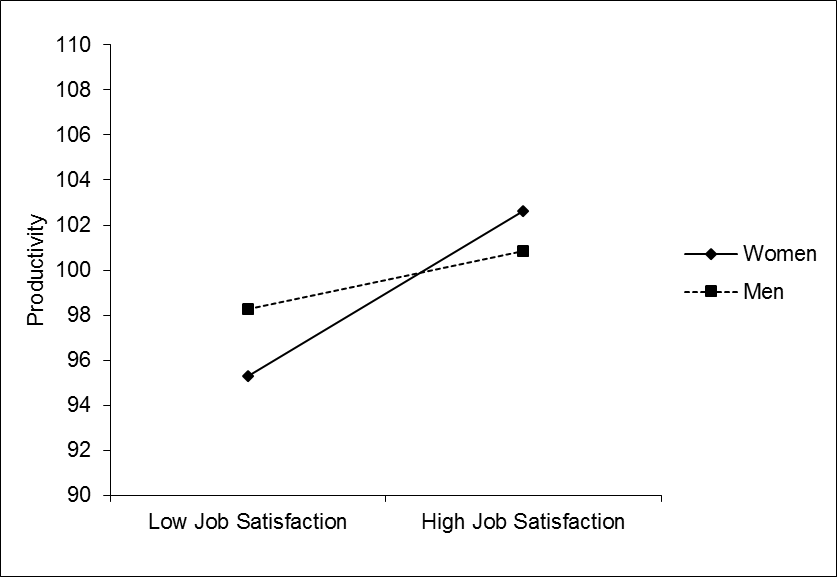 110
108
106
104
102
100
98
96
94
92
90
Productivity
Low Job Satisfaction
High Job Satisfaction
Women
Men